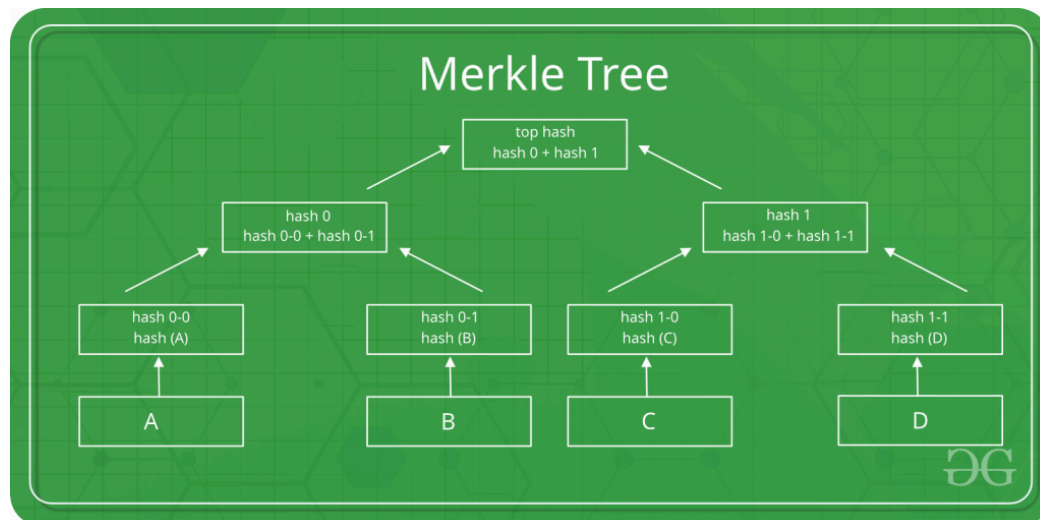 Merkle Tree
top hash
hash 0 + hash 1
hash 0
hash 0-0 + hash 0-1
hash 1
hash 1-0 + hash 1-1
hash 0-0
hash (A)
hash 0-1
hash (B)
hash 1-0
hash (C)
hash 1-1
hash (D)
A
B
C
D